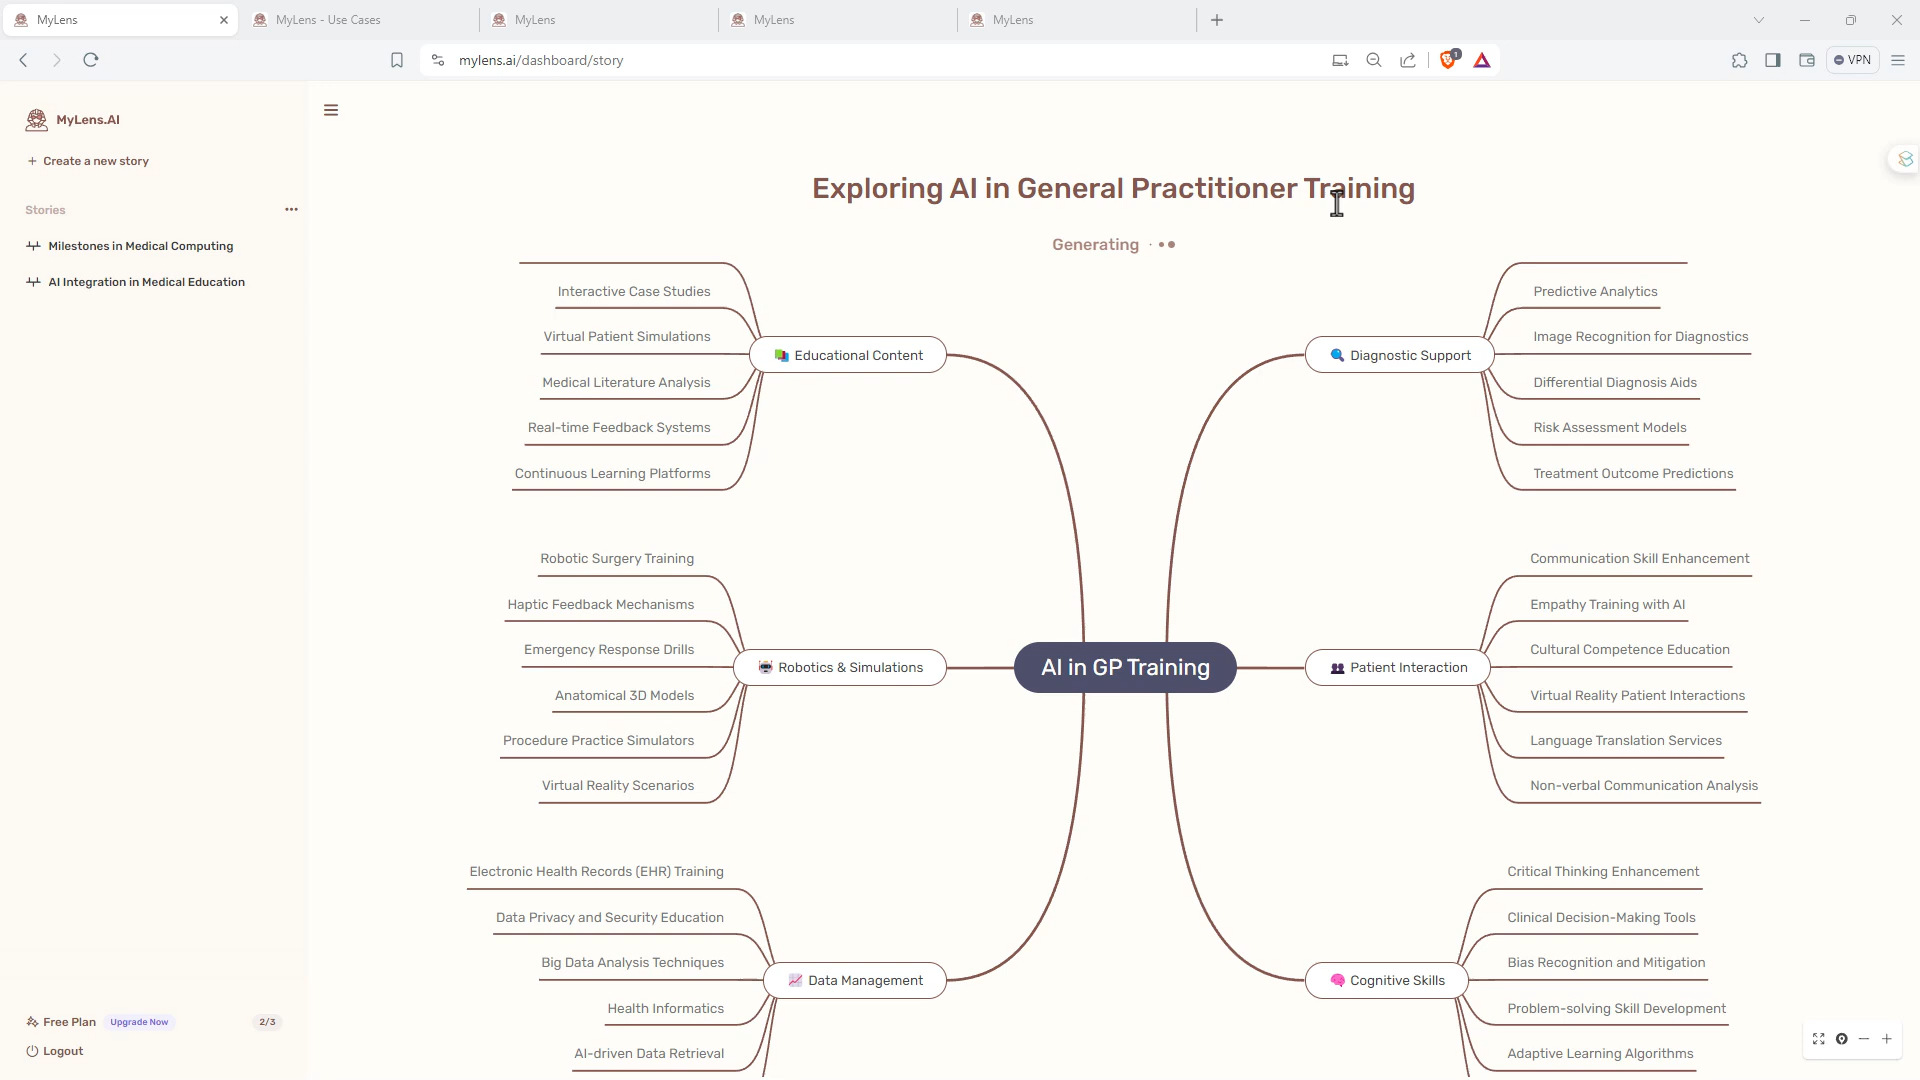 MyLens
MyLens - Use Cases
MyLens
MyLens
MyLens
mylens.ai/dashboard/story
1
VPN
MyLens.AI
+ Create a new story
Stories
Milestones in Medical Computing
AI Integration in Medical Education
Free Plan
Upgrade Now
2/3
Logout
Exploring AI in General Practitioner Training
Generating
Interactive Case Studies
Virtual Patient Simulations
Medical Literature Analysis
Real-time Feedback Systems
Continuous Learning Platforms
Educational Content
Predictive Analytics
Image Recognition for Diagnostics
Differential Diagnosis Aids
Risk Assessment Models
Treatment Outcome Predictions
Diagnostic Support
Robotic Surgery Training
Haptic Feedback Mechanisms
Emergency Response Drills
Anatomical 3D Models
Procedure Practice Simulators
Virtual Reality Scenarios
Robotics & Simulations
AI in GP Training
Patient Interaction
Communication Skill Enhancement
Empathy Training with AI
Cultural Competence Education
Virtual Reality Patient Interactions
Language Translation Services
Non-verbal Communication Analysis
Electronic Health Records (EHR) Training
Data Privacy and Security Education
Big Data Analysis Techniques
Health Informatics
AI-driven Data Retrieval
Data Management
Cognitive Skills
Critical Thinking Enhancement
Clinical Decision-Making Tools
Bias Recognition and Mitigation
Problem-solving Skill Development
Adaptive Learning Algorithms